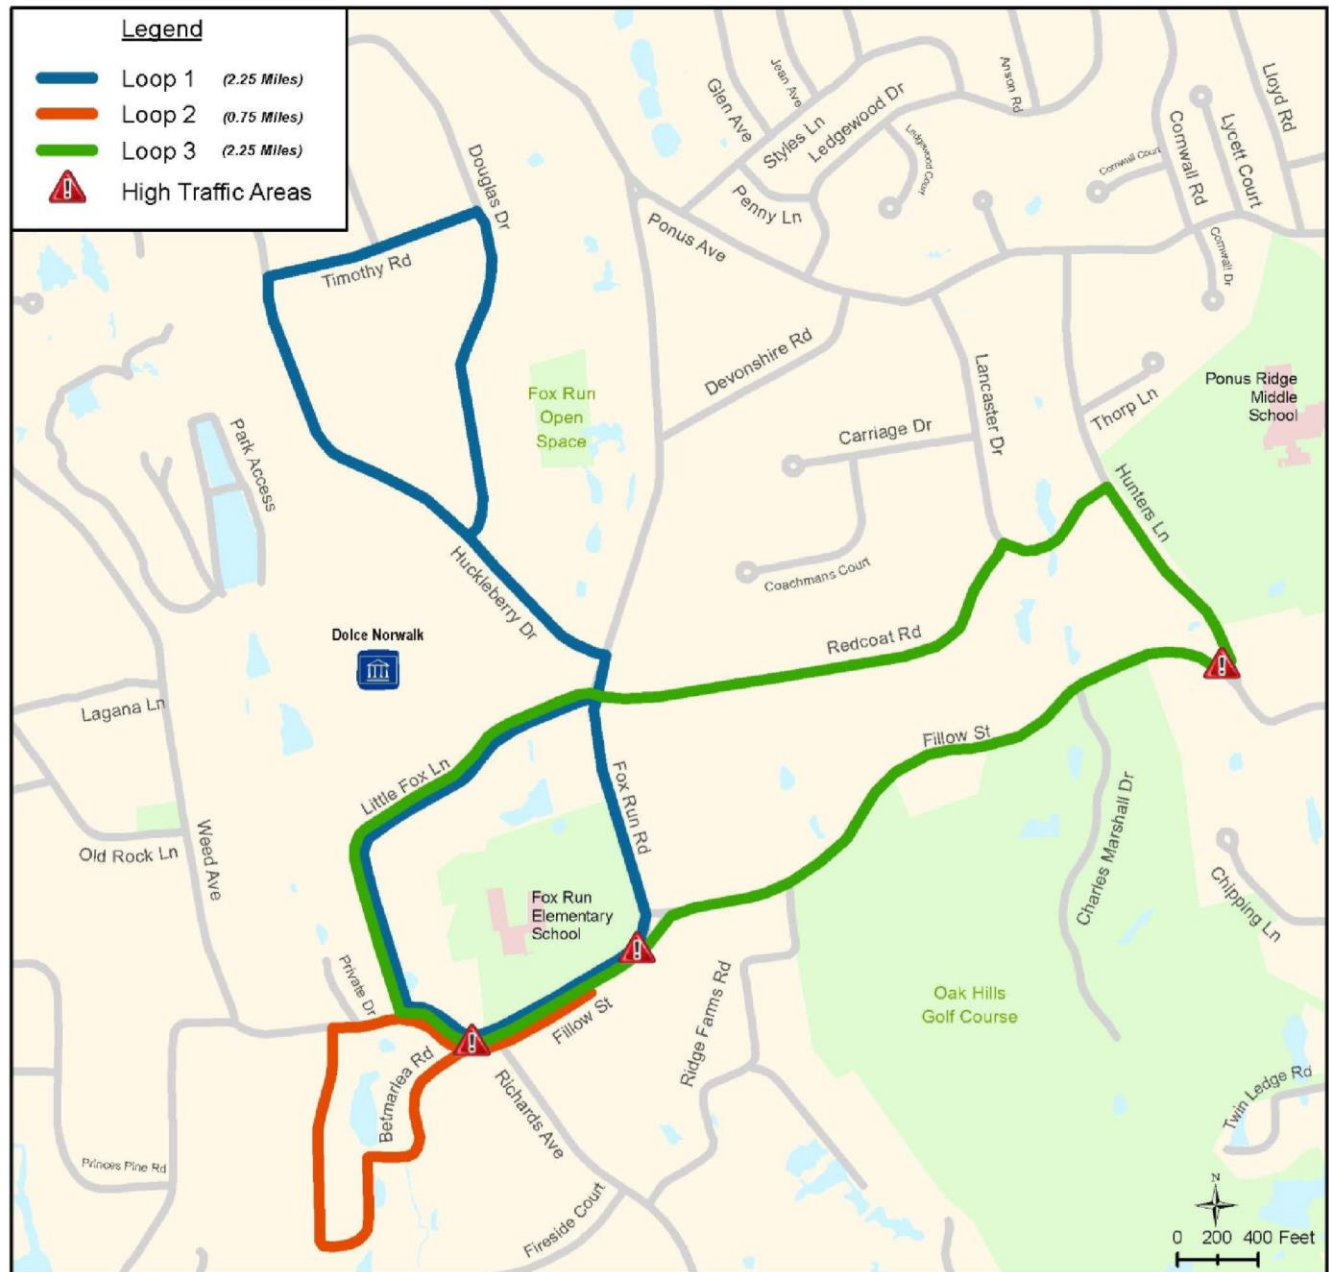 Legend
Loop 1 (2.25 Miles)
Loop 2 (0.75 Miles)
Loop 3 (2.25 Miles)
High Traffic Areas
Glen Ave
Jean Ave
Styles Ln
Ledgewood Dr
Anson Rd
Lloyd Rd
Lycett Court
Cornwall Rd
Cornwall Court
Ledgewood Court
Douglas Dr
Penny Ln
Ponus Ave
Cornwall Dr
Timothy Rd
Devonshire Rd
Lancaster Dr
Fox Run
Open
Space
Ponus Ridge
Middle
School
Thorp Ln
Carriage Dr
Park Access
Hunters Ln
Coachmans Court
Huckleberry Dr
Dolce Norwalk
Redcoat Rd
Lagana Ln
Fillow St
Little Fox Ln
Fox Run Rd
Charles Marshall Dr
Old Rock Ln
Weed Ave
Chipping Ln
Fox Run
Elementary
School
Private Dr
Ridge Farms Rd
Oak Hills
Golf Course
Fillow St
Betmarlea Rd
Richards Ave
Twin Ledge Rd
Princes Pine Rd
Fireside Court
N
0 200 400 Feet